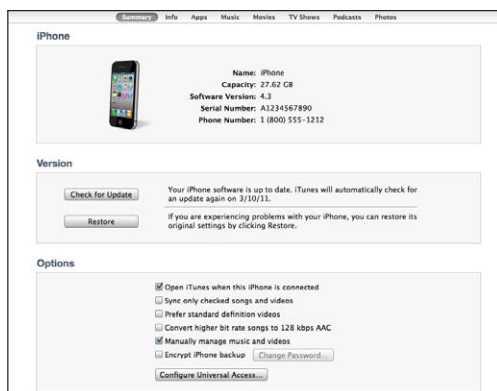 Summary Info Apps Music Movies TV Shows Podcasts Photos
iPhone
Name: iPhone
Capacity: 27.62 GB
Software Version: 4.3
Serial Number: A1234567890
Phone Number: 1 (800) 555-1212
Version
Check for Update
Your iPhone software is up to date. iTunes will automatically check for
an update again on 3/10/11.
Restore
If you are experiencing problems with your iPhone, you can restore its
original settings by clicking Restore.
Options
Open iTunes when this iPhone is connected
Sync only checked songs and videos
Prefer standard definition videos
Convert higher bit rate songs to 128 kbps AAC
Manually manage music and videos
Encrypt iPhone backup Change Password...
Configure Universal Access...